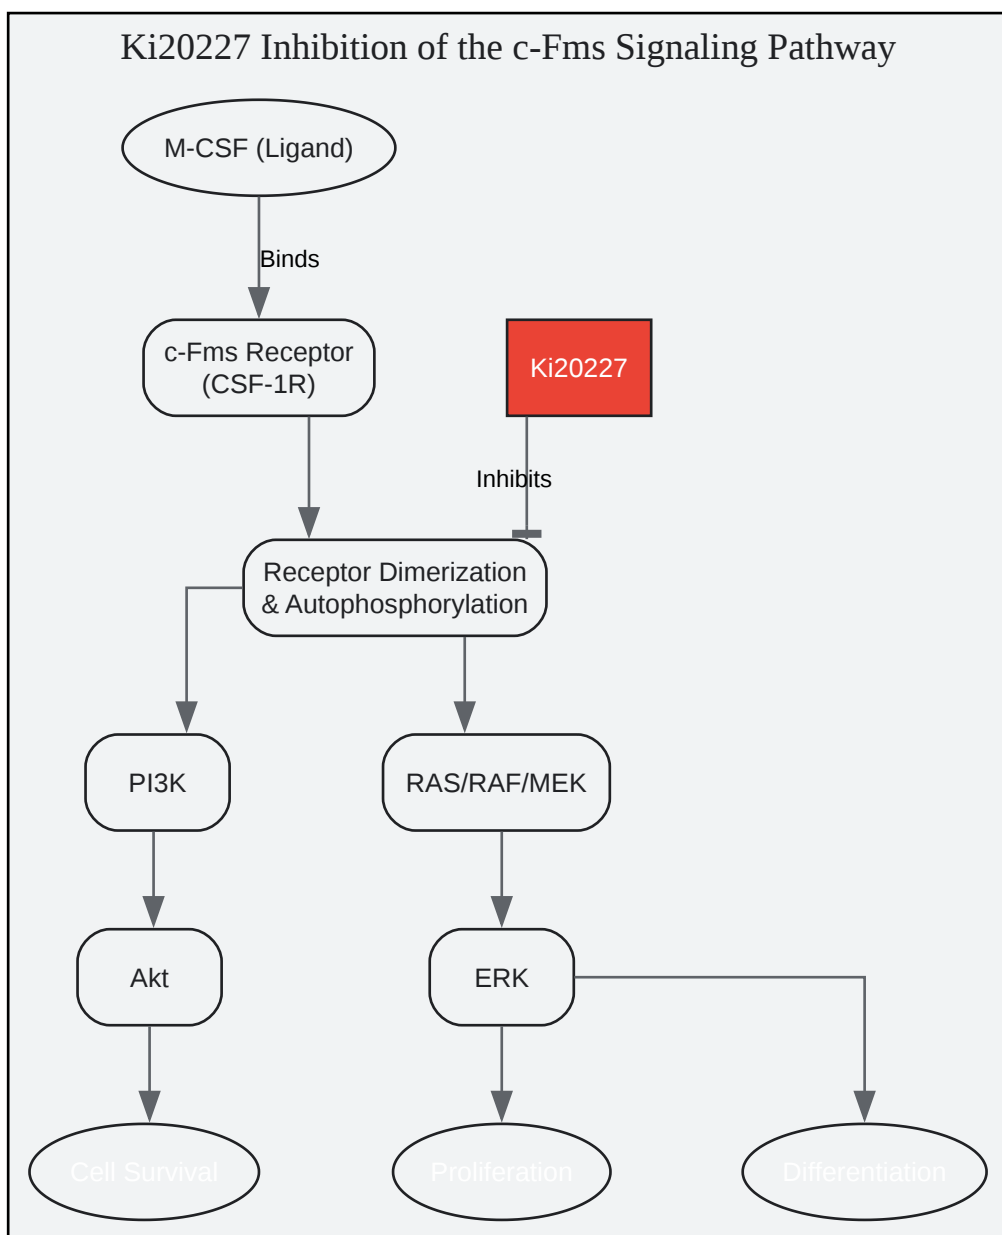 Ki20227 Inhibition of the c-Fms Signaling Pathway
M-CSF (Ligand)
Binds
c-Fms Receptor
(CSF-1R)
Ki20227
Inhibits
Receptor Dimerization
& Autophosphorylation
PI3K
RAS/RAF/MEK
Akt
ERK
Cell Survival
Proliferation
Differentiation